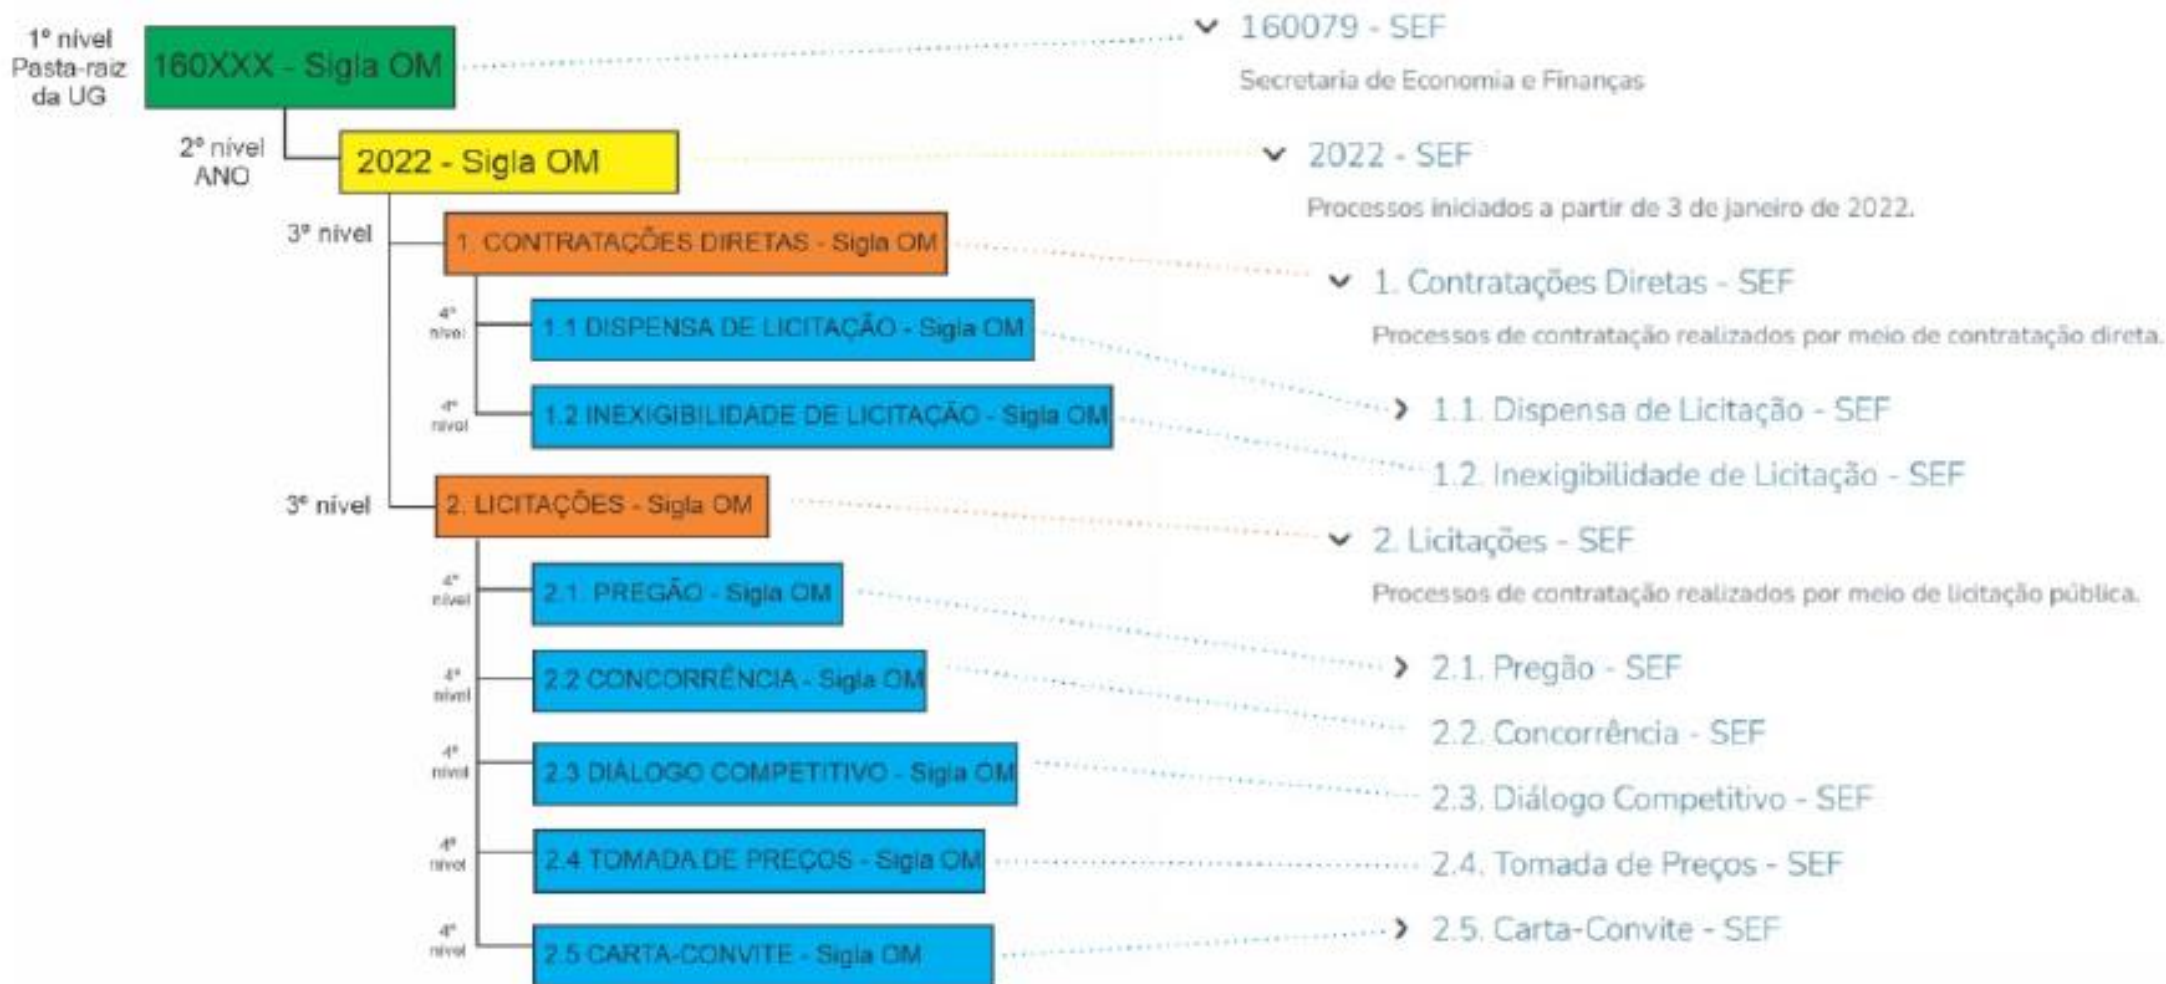 1º nível
Pasta-raiz
da UG
160XXX - Sigla OM
160079 - SEF
Secretaria de Economia e Finanças
2º nível
ANO
2022 - Sigla OM
2022 - SEF
Processos iniciados a partir de 3 de janeiro de 2022.
3º nível
1. CONTRATAÇÕES DIRETAS - Sigla OM
1. Contratações Diretas - SEF
Processos de contratação realizados por meio de contratação direta.
4º
nível
1.1 DISPENSA DE LICITAÇÃO - Sigla OM
1.1. Dispensa de Licitação - SEF
4º
nível
1.2 INEXIGIBILIDADE DE LICITAÇÃO - Sigla OM
1.2. Inexigibilidade de Licitação - SEF
3º nível
2. LICITAÇÕES - Sigla OM
2. Licitações - SEF
Processos de contratação realizados por meio de licitação pública.
4º
nível
2.1. PREGÃO - Sigla OM
2.1. Pregão - SEF
4º
nível
2.2 CONCORRÊNCIA - Sigla OM
2.2. Concorrência - SEF
4º
nível
2.3 DIÁLOGO COMPETITIVO - Sigla OM
2.3. Diálogo Competitivo - SEF
4º
nível
2.4 TOMADA DE PREÇOS - Sigla OM
2.4. Tomada de Preços - SEF
4º
nível
2.5 CARTA-CONVITE - Sigla OM
2.5. Carta-Convite - SEF